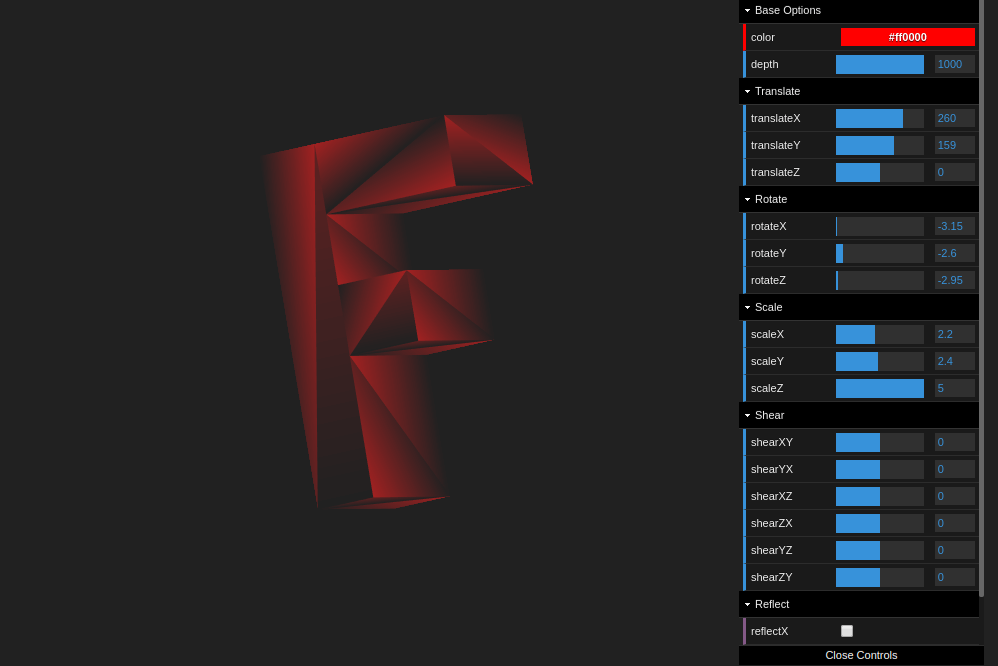 F
Base Options
color #ff0000
depth 1000
Translate
translateX 260
translateY 159
translateZ 0
Rotate
rotateX -3.15
rotateY -2.6
rotateZ -2.95
Scale
scaleX 2.2
scaleY 2.4
scaleZ 5
Shear
shearXY 0
shearYX 0
shearXZ 0
shearZX 0
shearYZ 0
shearZY 0
Reflect
reflectX
Close Controls